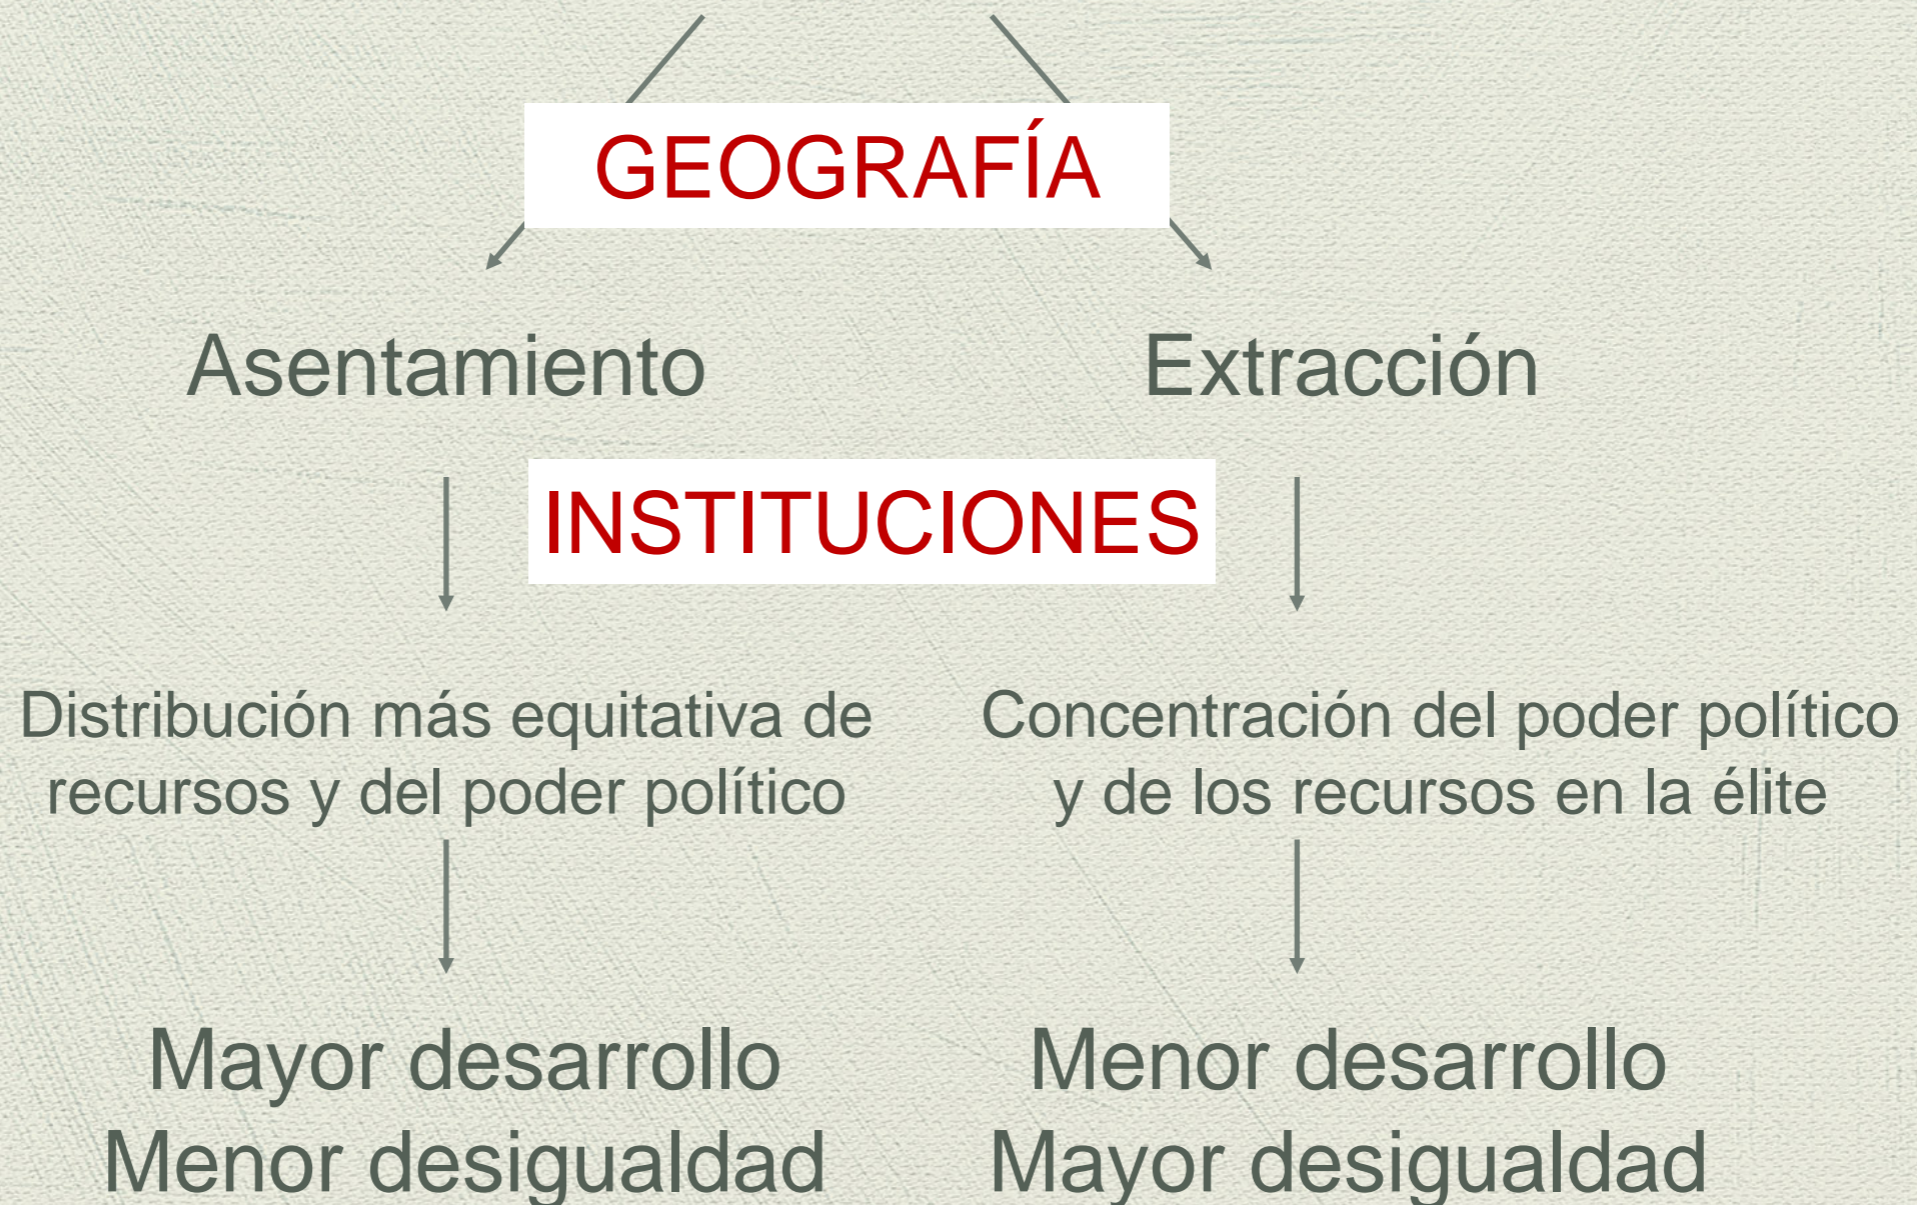 GEOGRAFÍA
Asentamiento
Extracción
INSTITUCIONES
Distribución más equitativa de
recursos y del poder político
Concentración del poder político
y de los recursos en la élite
Mayor desarrollo
Menor desigualdad
Menor desarrollo
Mayor desigualdad